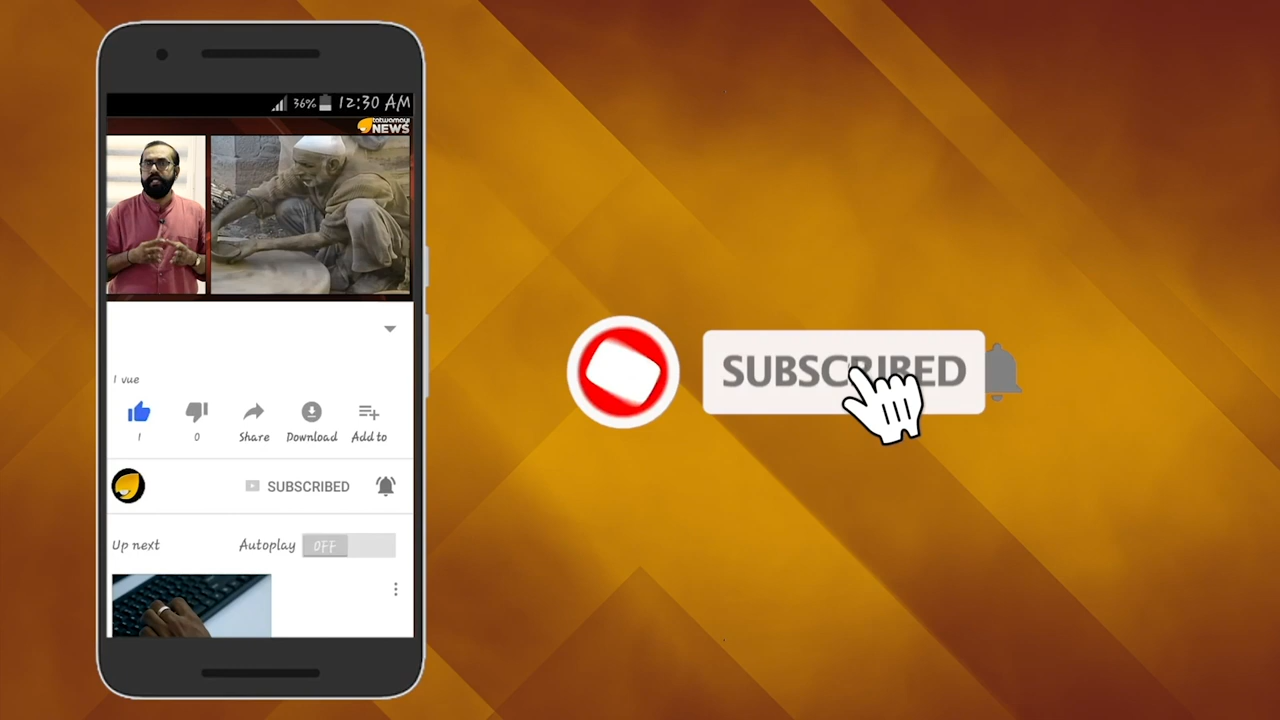 36% 12:30 AM
tatwamayi
NEWS
1 vue
1 0 Share Download Add to
SUBSCRIBED
Up next Autoplay OFF
SUBSCRIBED